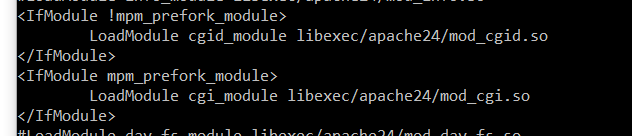 <IfModule !mpm_prefork_module>
        LoadModule cgid_module libexec/apache24/mod_cgid.so
</IfModule>
<IfModule mpm_prefork_module>
        LoadModule cgi_module libexec/apache24/mod_cgi.so
</IfModule>
#LoadModule dav_fs_module libexec/apache24/mod_dav_fs.so